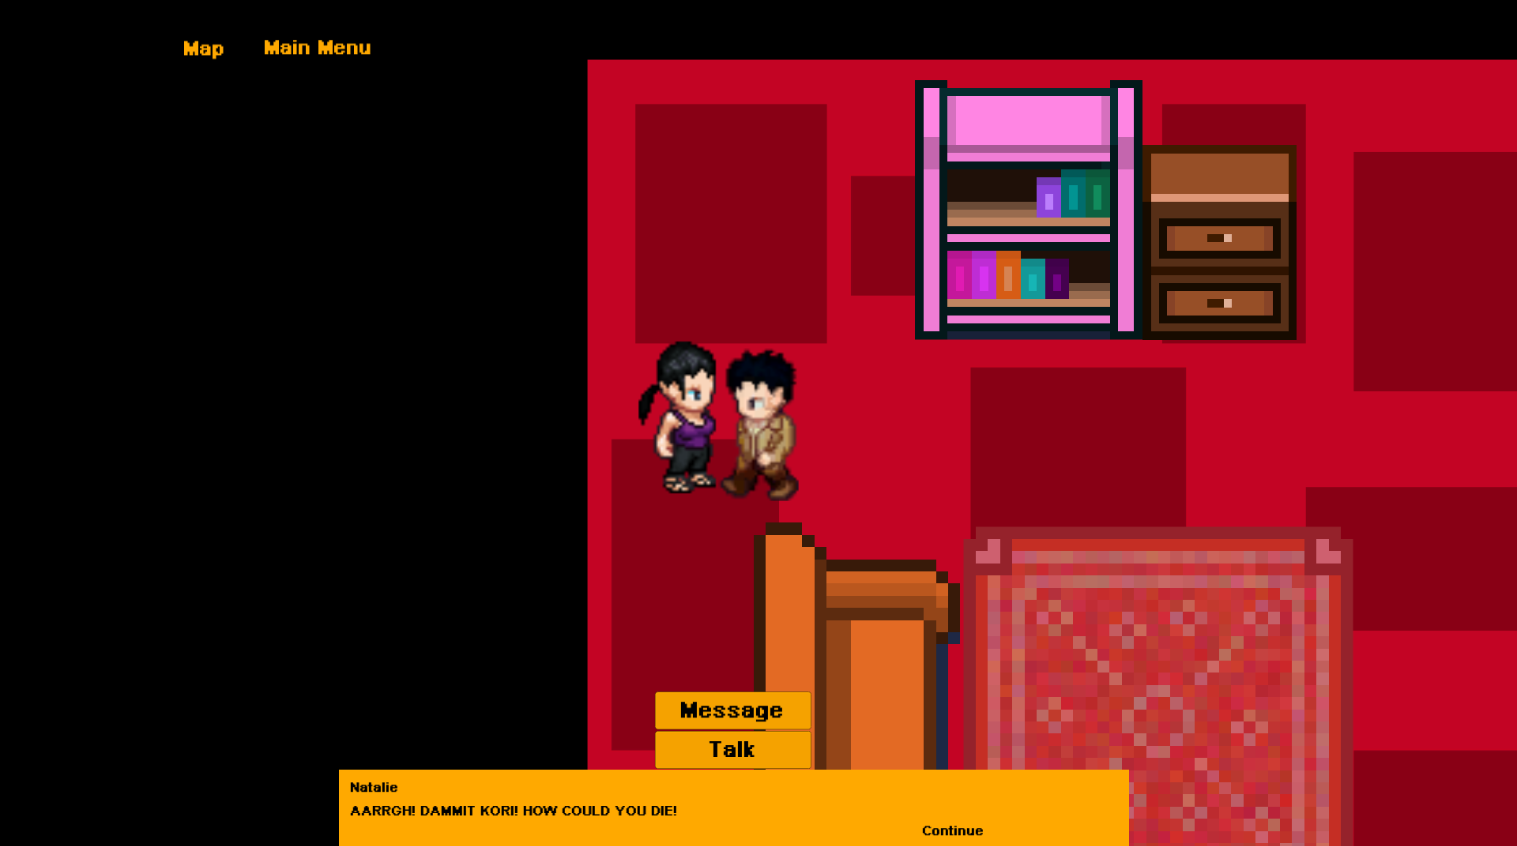 Map Main Menu
Message
Talk
Natalie
AARRGH! DAMMIT KORI! HOW COULD YOU DIE!
Continue